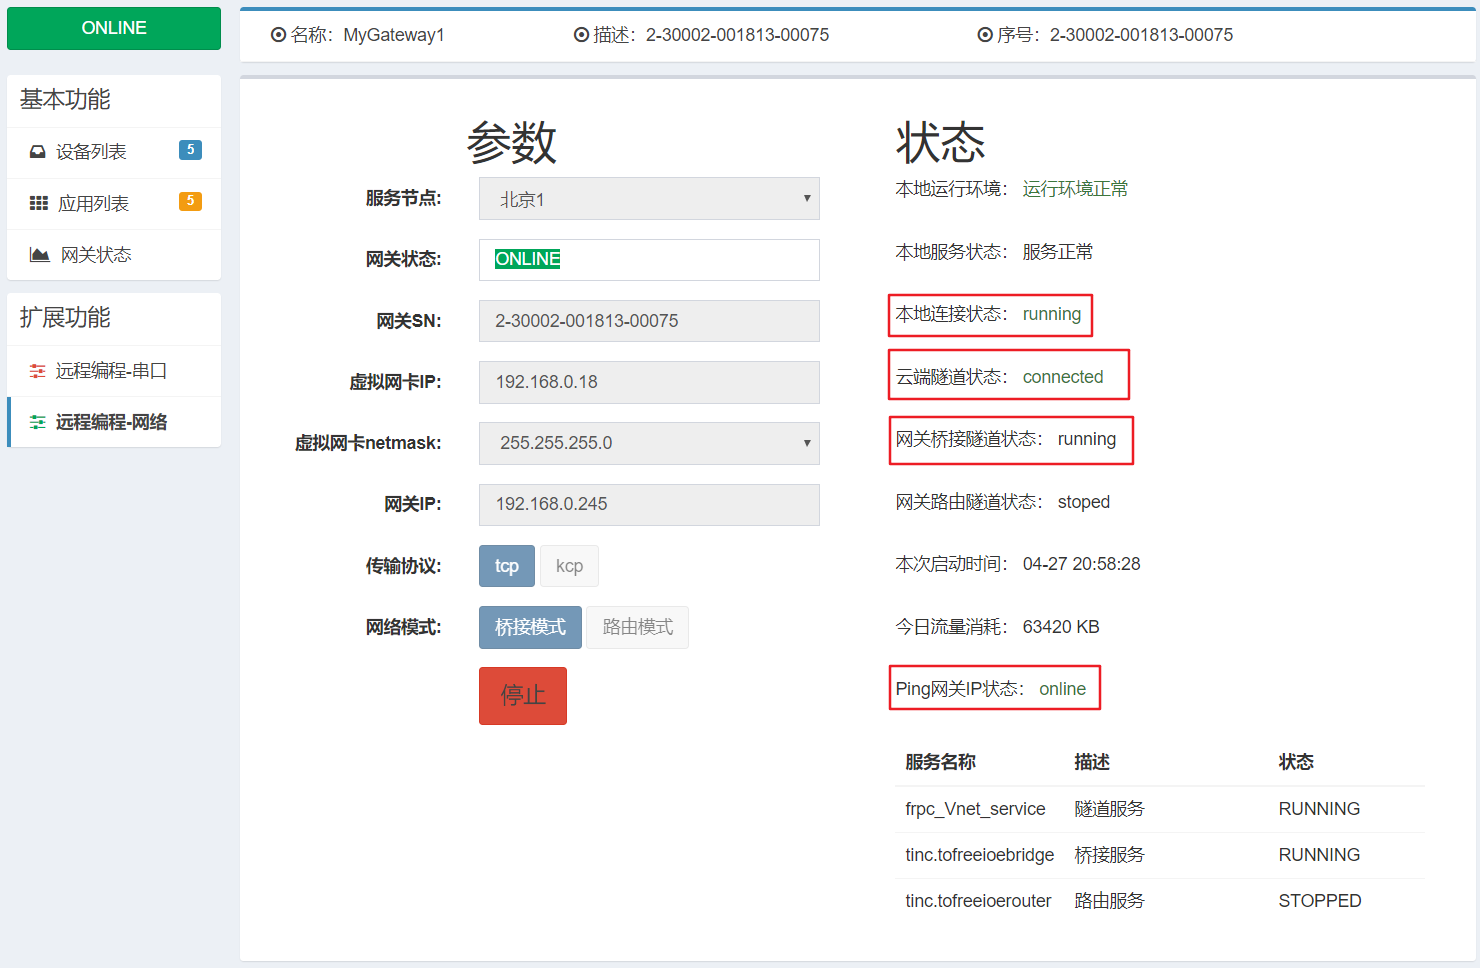 ONLINE
名称：MyGateway1
描述：2-30002-001813-00075
序号：2-30002-001813-00075
基本功能
设备列表 5
应用列表 5
网关状态
扩展功能
远程编程-串口
远程编程-网络
参数
服务节点: 北京1
网关状态: ONLINE
网关SN: 2-30002-001813-00075
虚拟网卡IP: 192.168.0.18
虚拟网卡netmask: 255.255.255.0
网关IP: 192.168.0.245
传输协议: tcp kcp
网络模式: 桥接模式 路由模式
停止
状态
本地运行环境： 运行环境正常
本地服务状态： 服务正常
本地连接状态： running
云端隧道状态： connected
网关桥接隧道状态： running
网关路由隧道状态： stoped
本次启动时间： 04-27 20:58:28
今日流量消耗： 63420 KB
Ping网关IP状态： online
服务名称 描述 状态
frpc_Vnet_service 隧道服务 RUNNING
tinc.tofreeioebridge 桥接服务 RUNNING
tinc.tofreeioerouter 路由服务 STOPPED